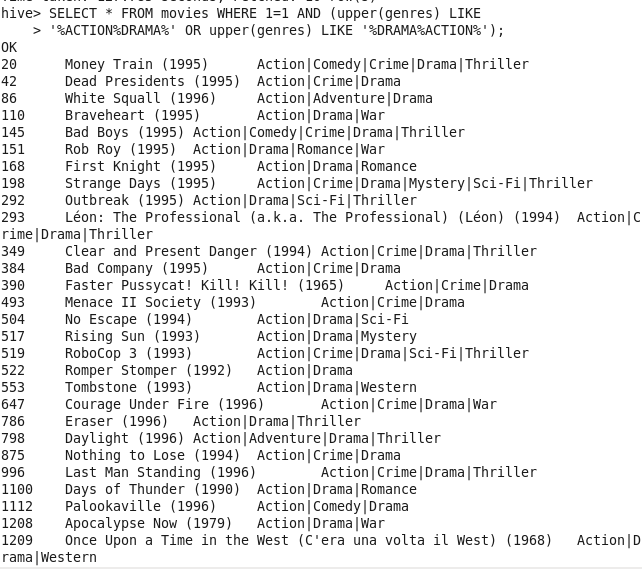 hive> SELECT * FROM movies WHERE 1=1 AND (upper(genres) LIKE
    > '%ACTION%DRAMA%' OR upper(genres) LIKE '%DRAMA%ACTION%');
OK
20      Money Train (1995)      Action|Comedy|Crime|Drama|Thriller
42      Dead Presidents (1995)  Action|Crime|Drama
86      White Squall (1996)     Action|Adventure|Drama
110     Braveheart (1995)       Action|Drama|War
145     Bad Boys (1995) Action|Comedy|Crime|Drama|Thriller
151     Rob Roy (1995)  Action|Drama|Romance|War
168     First Knight (1995)     Action|Drama|Romance
198     Strange Days (1995)     Action|Crime|Drama|Mystery|Sci-Fi|Thriller
292     Outbreak (1995) Action|Drama|Sci-Fi|Thriller
293     Léon: The Professional (a.k.a. The Professional) (Léon) (1994)  Action|C
rime|Drama|Thriller
349     Clear and Present Danger (1994) Action|Crime|Drama|Thriller
384     Bad Company (1995)      Action|Crime|Drama
390     Faster Pussycat! Kill! Kill! (1965)     Action|Crime|Drama
493     Menace II Society (1993)        Action|Crime|Drama
504     No Escape (1994)        Action|Drama|Sci-Fi
517     Rising Sun (1993)       Action|Drama|Mystery
519     RoboCop 3 (1993)        Action|Crime|Drama|Sci-Fi|Thriller
522     Romper Stomper (1992)   Action|Drama
553     Tombstone (1993)        Action|Drama|Western
647     Courage Under Fire (1996)       Action|Crime|Drama|War
786     Eraser (1996)   Action|Drama|Thriller
798     Daylight (1996) Action|Adventure|Drama|Thriller
875     Nothing to Lose (1994)  Action|Crime|Drama
996     Last Man Standing (1996)        Action|Crime|Drama|Thriller
1100    Days of Thunder (1990)  Action|Drama|Romance
1112    Palookaville (1996)     Action|Comedy|Drama
1208    Apocalypse Now (1979)   Action|Drama|War
1209    Once Upon a Time in the West (C'era una volta il West) (1968)   Action|D
rama|Western